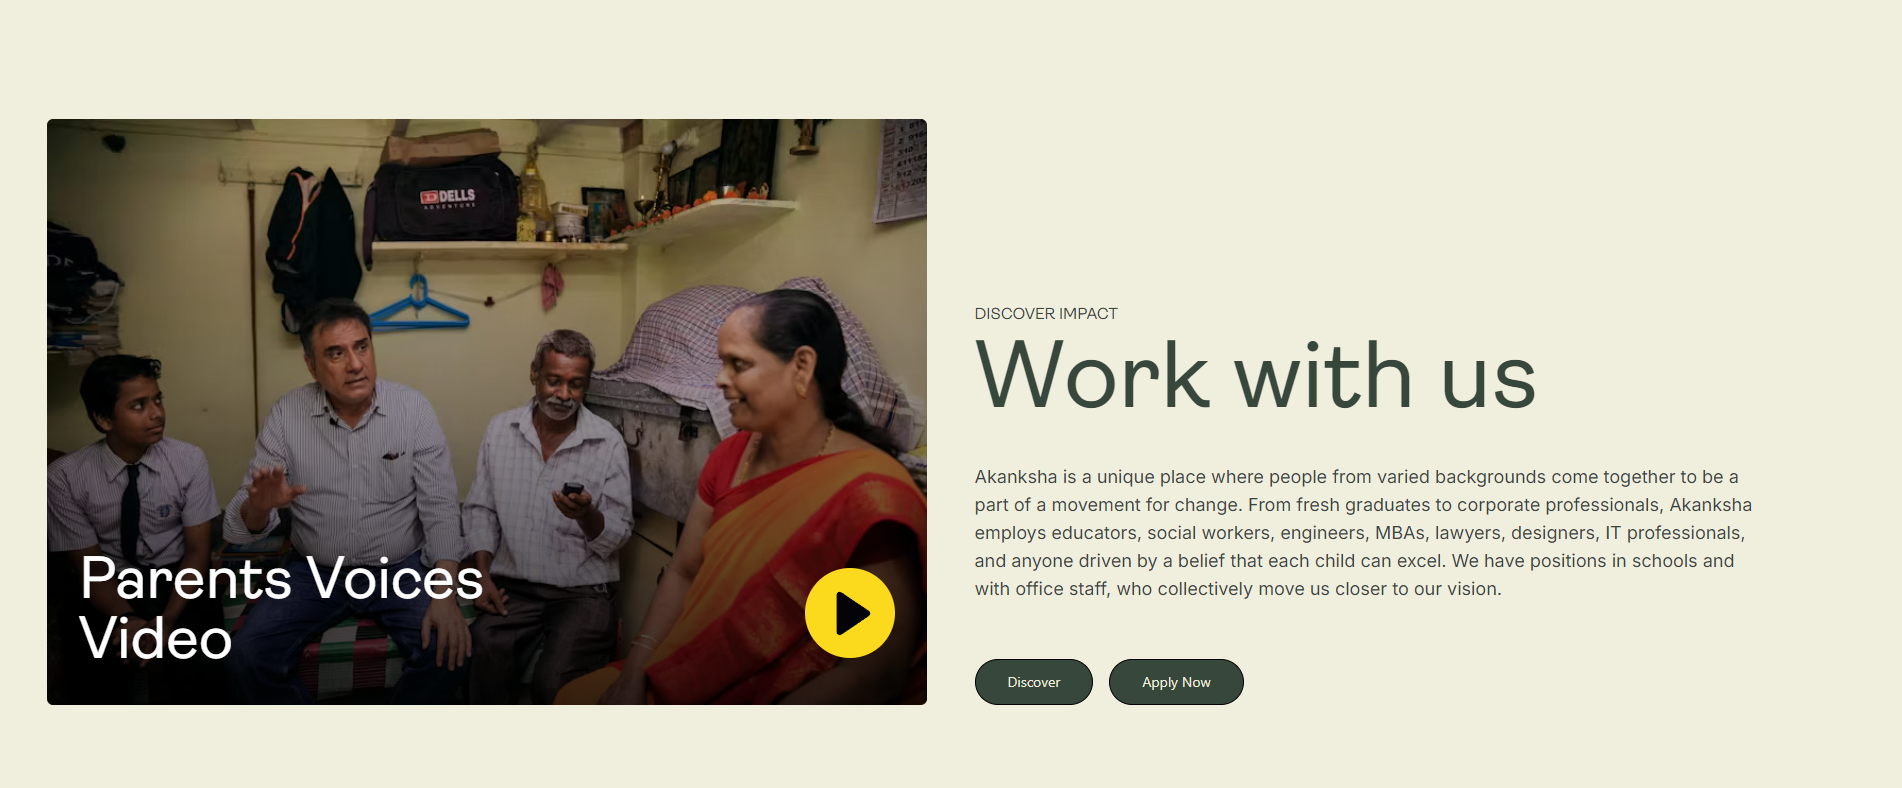 DELLS
ADVENTURE
Parents Voices
Video
DISCOVER IMPACT
Work with us
Akanksha is a unique place where people from varied backgrounds come together to be a
part of a movement for change. From fresh graduates to corporate professionals, Akanksha
employs educators, social workers, engineers, MBAs, lawyers, designers, IT professionals,
and anyone driven by a belief that each child can excel. We have positions in schools and
with office staff, who collectively move us closer to our vision.
Discover
Apply Now